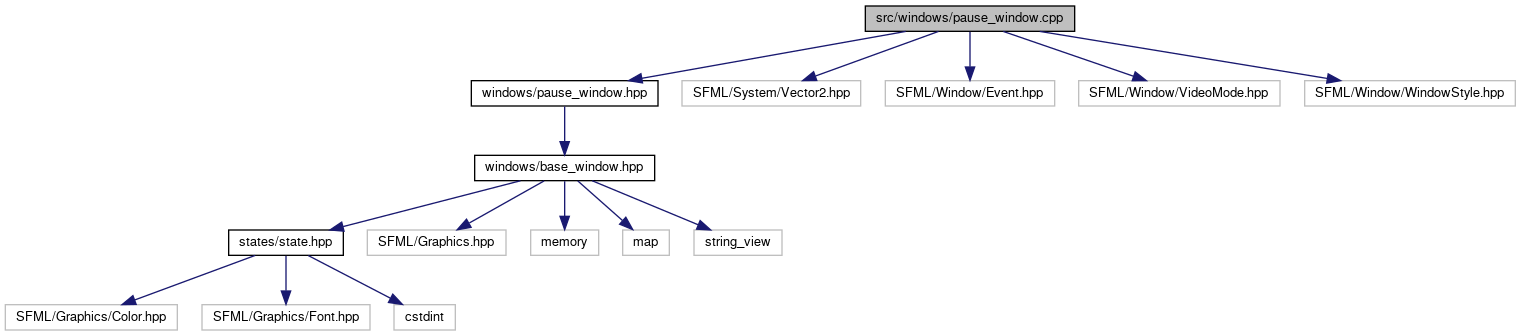 src/windows/pause_window.cpp
windows/pause_window.hpp
SFML/System/Vector2.hpp
SFML/Window/Event.hpp
SFML/Window/VideoMode.hpp
SFML/Window/WindowStyle.hpp
windows/base_window.hpp
states/state.hpp
SFML/Graphics.hpp
memory
map
string_view
SFML/Graphics/Color.hpp
SFML/Graphics/Font.hpp
cstdint